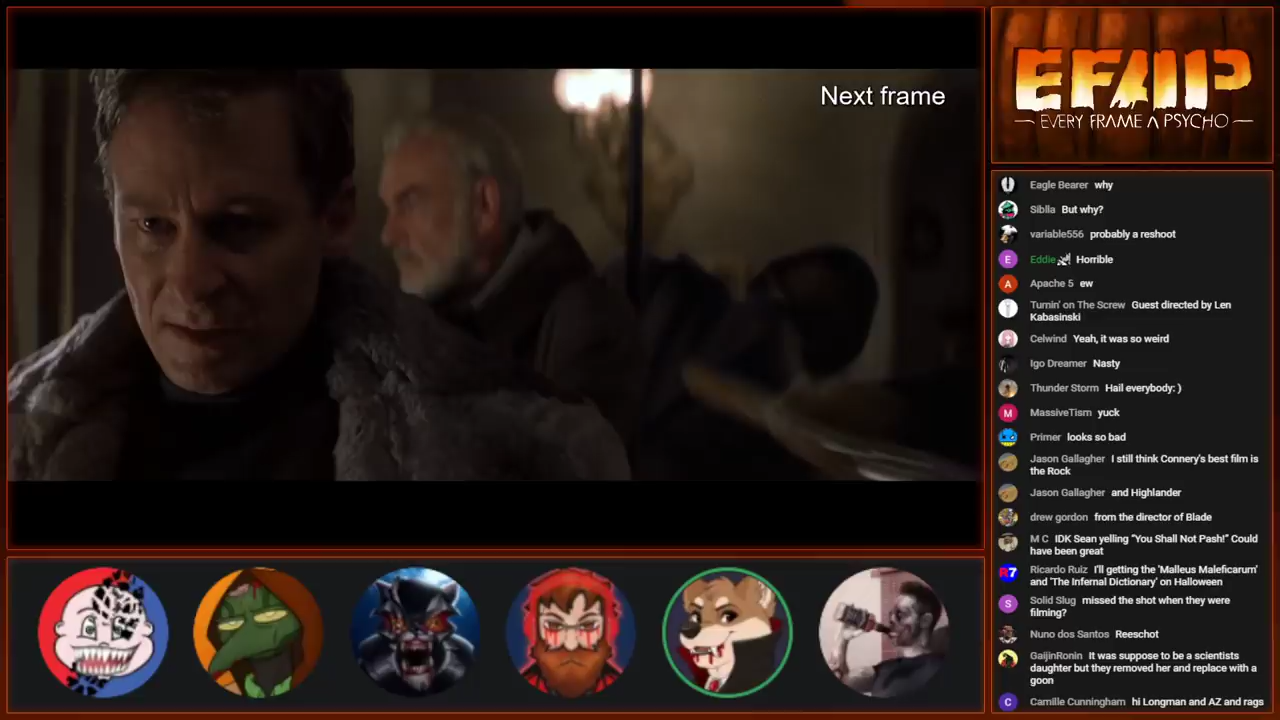 Next frame
EFAP
EVERY FRAME A PSYCHO
Eagle Bearer why
Siblla But why?
variable556 probably a reshoot
E Eddie Horrible
A Apache 5 ew
Turnin' on The Screw Guest directed by Len
Kabasinski
Celwind Yeah, it was so weird
Igo Dreamer Nasty
Thunder Storm Hail everybody: )
M MassiveTism yuck
Primer looks so bad
Jason Gallagher I still think Connery's best film is
the Rock
Jason Gallagher and Highlander
drew gordon from the director of Blade
M C IDK Sean yelling “You Shall Not Pash!” Could
have been great
R7 Ricardo Ruiz I'll getting the 'Malleus Maleficarum'
and 'The Infernal Dictionary' on Halloween
S Solid Slug missed the shot when they were
filming?
Nuno dos Santos Reeschot
GaijinRonin It was suppose to be a scientists
daughter but they removed her and replace with a
goon
C Camille Cunningham hi Longman and AZ and rags